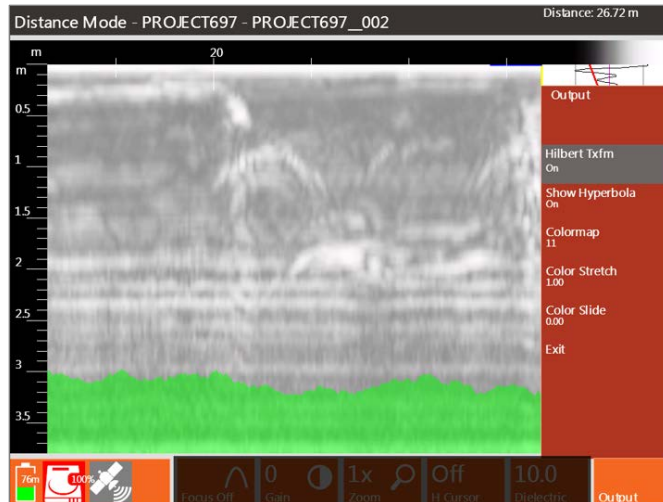 Distance Mode - PROJECT697 - PROJECT697__002
Distance: 26.72 m
m
20
m
0.5
1
1.5
2
2.5
3
3.5
Output
Hilbert Txfm
On
Show Hyperbola
On
Colormap
11
Color Stretch
1.00
Color Slide
0.00
Exit
76m
100%
Focus Off
0
Gain
1x
Zoom
Off
H Cursor
10.0
Dielectric
Output